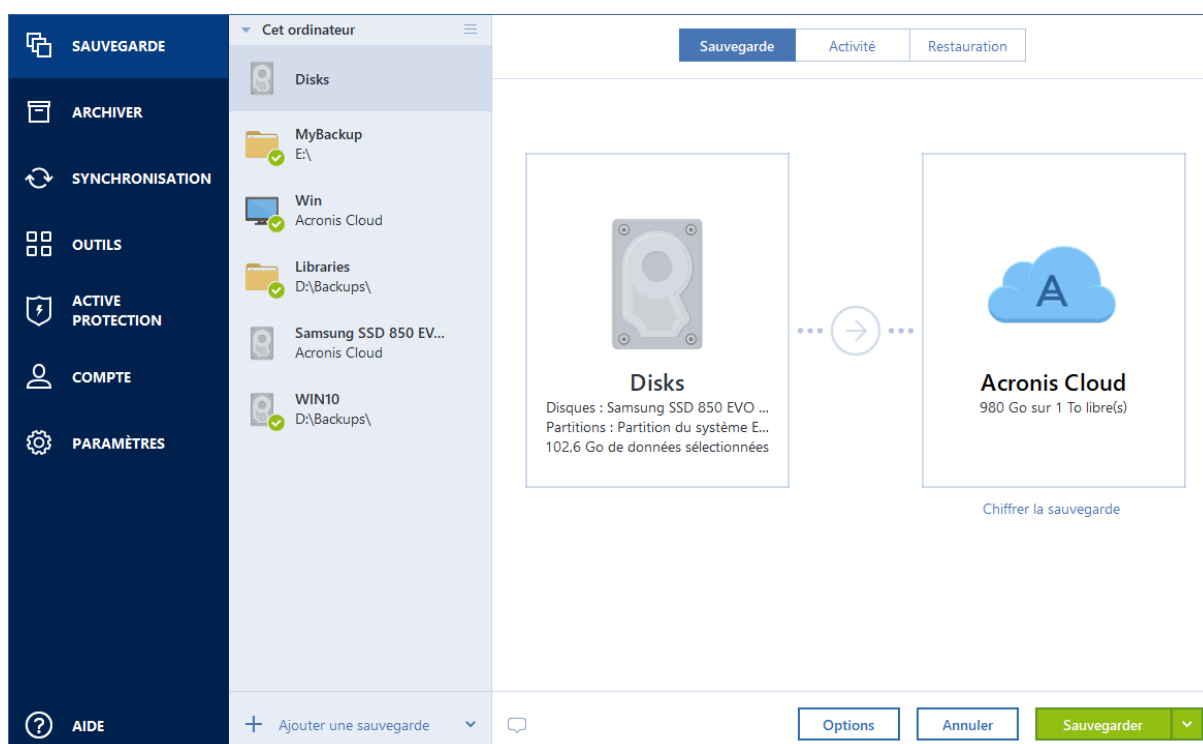 SAUVEGARDE
ARCHIVER
SYNCHRONISATION
OUTILS
ACTIVE
PROTECTION
COMPTE
PARAMÈTRES
AIDE
Cet ordinateur
Disks
MyBackup
E:\
Win
Acronis Cloud
Libraries
D:\Backups\
Samsung SSD 850 EV...
Acronis Cloud
WIN10
D:\Backups\
Ajouter une sauvegarde
Sauvegarde
Activité
Restauration
Disks
Disques : Samsung SSD 850 EVO ...
Partitions : Partition du système E...
102,6 Go de données sélectionnées
Acronis Cloud
980 Go sur 1 To libre(s)
Chiffrer la sauvegarde
Options
Annuler
Sauvegarder